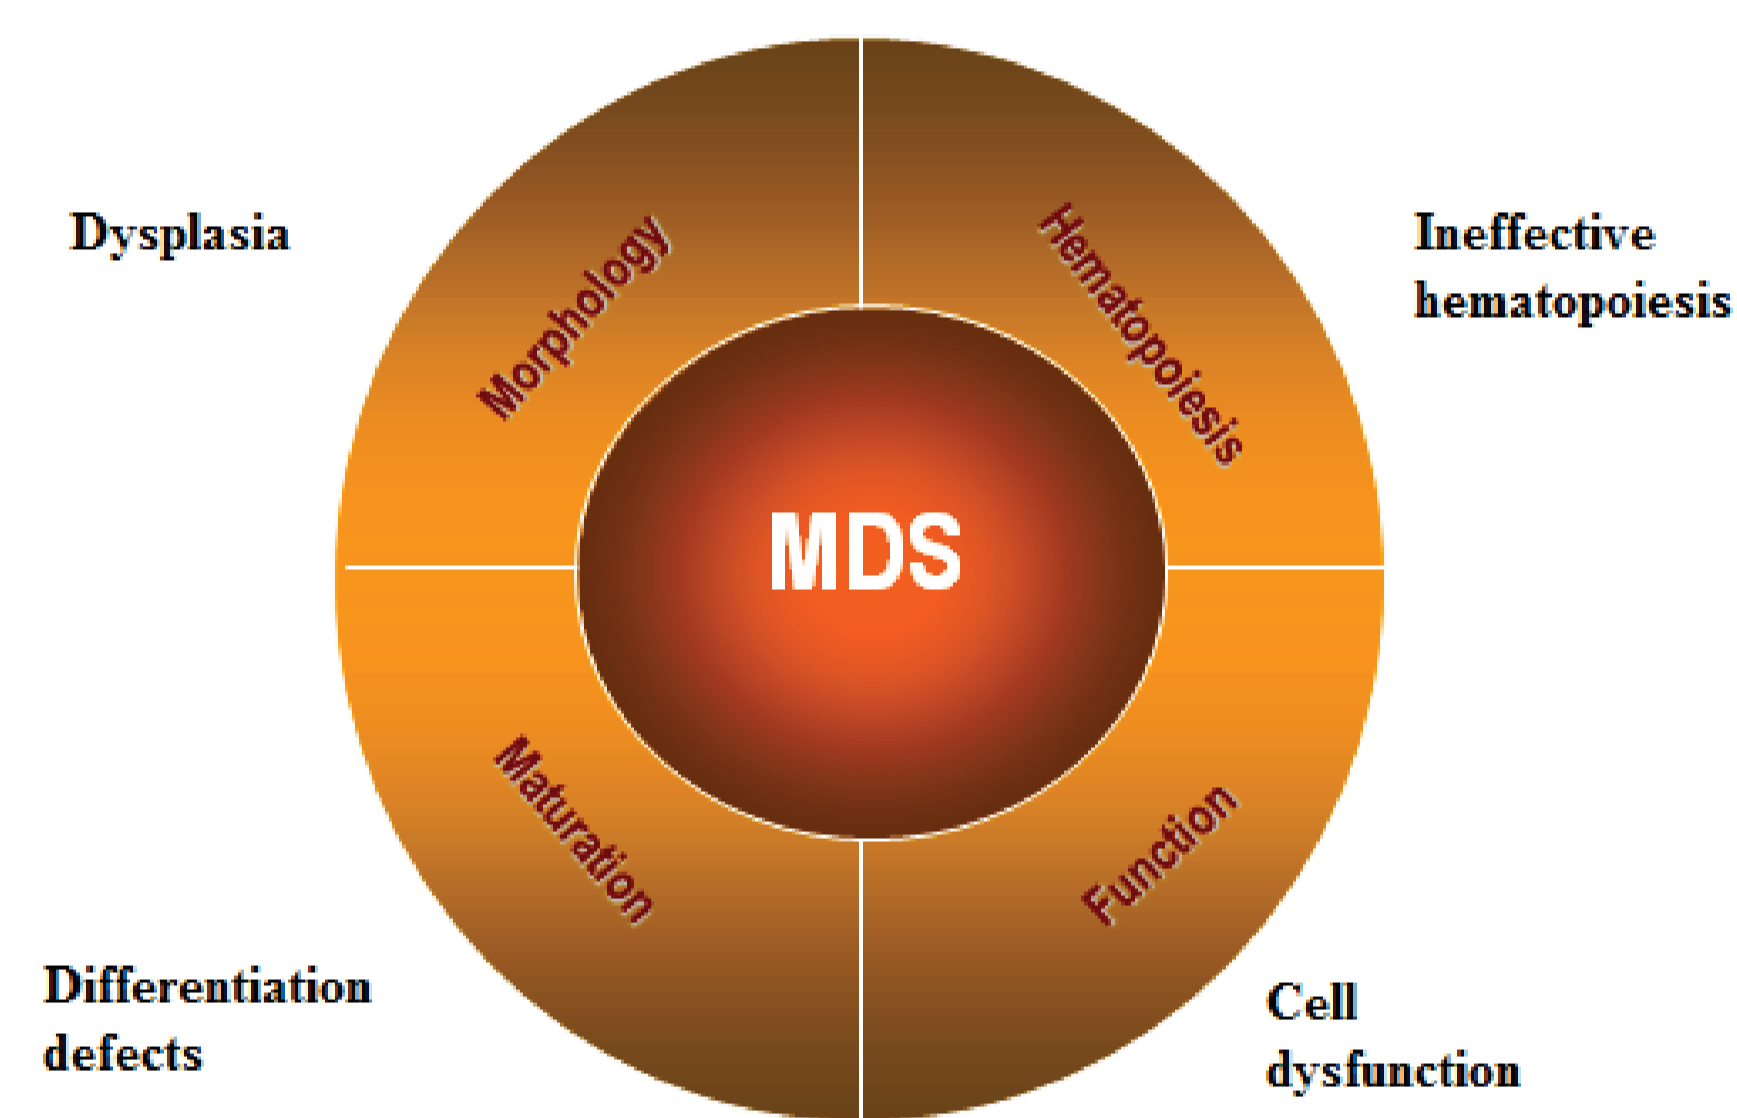 Dysplasia
Morphology
Hematopoiesis
Ineffective
hematopoiesis
MDS
Maturation
Function
Differentiation
defects
Cell
dysfunction